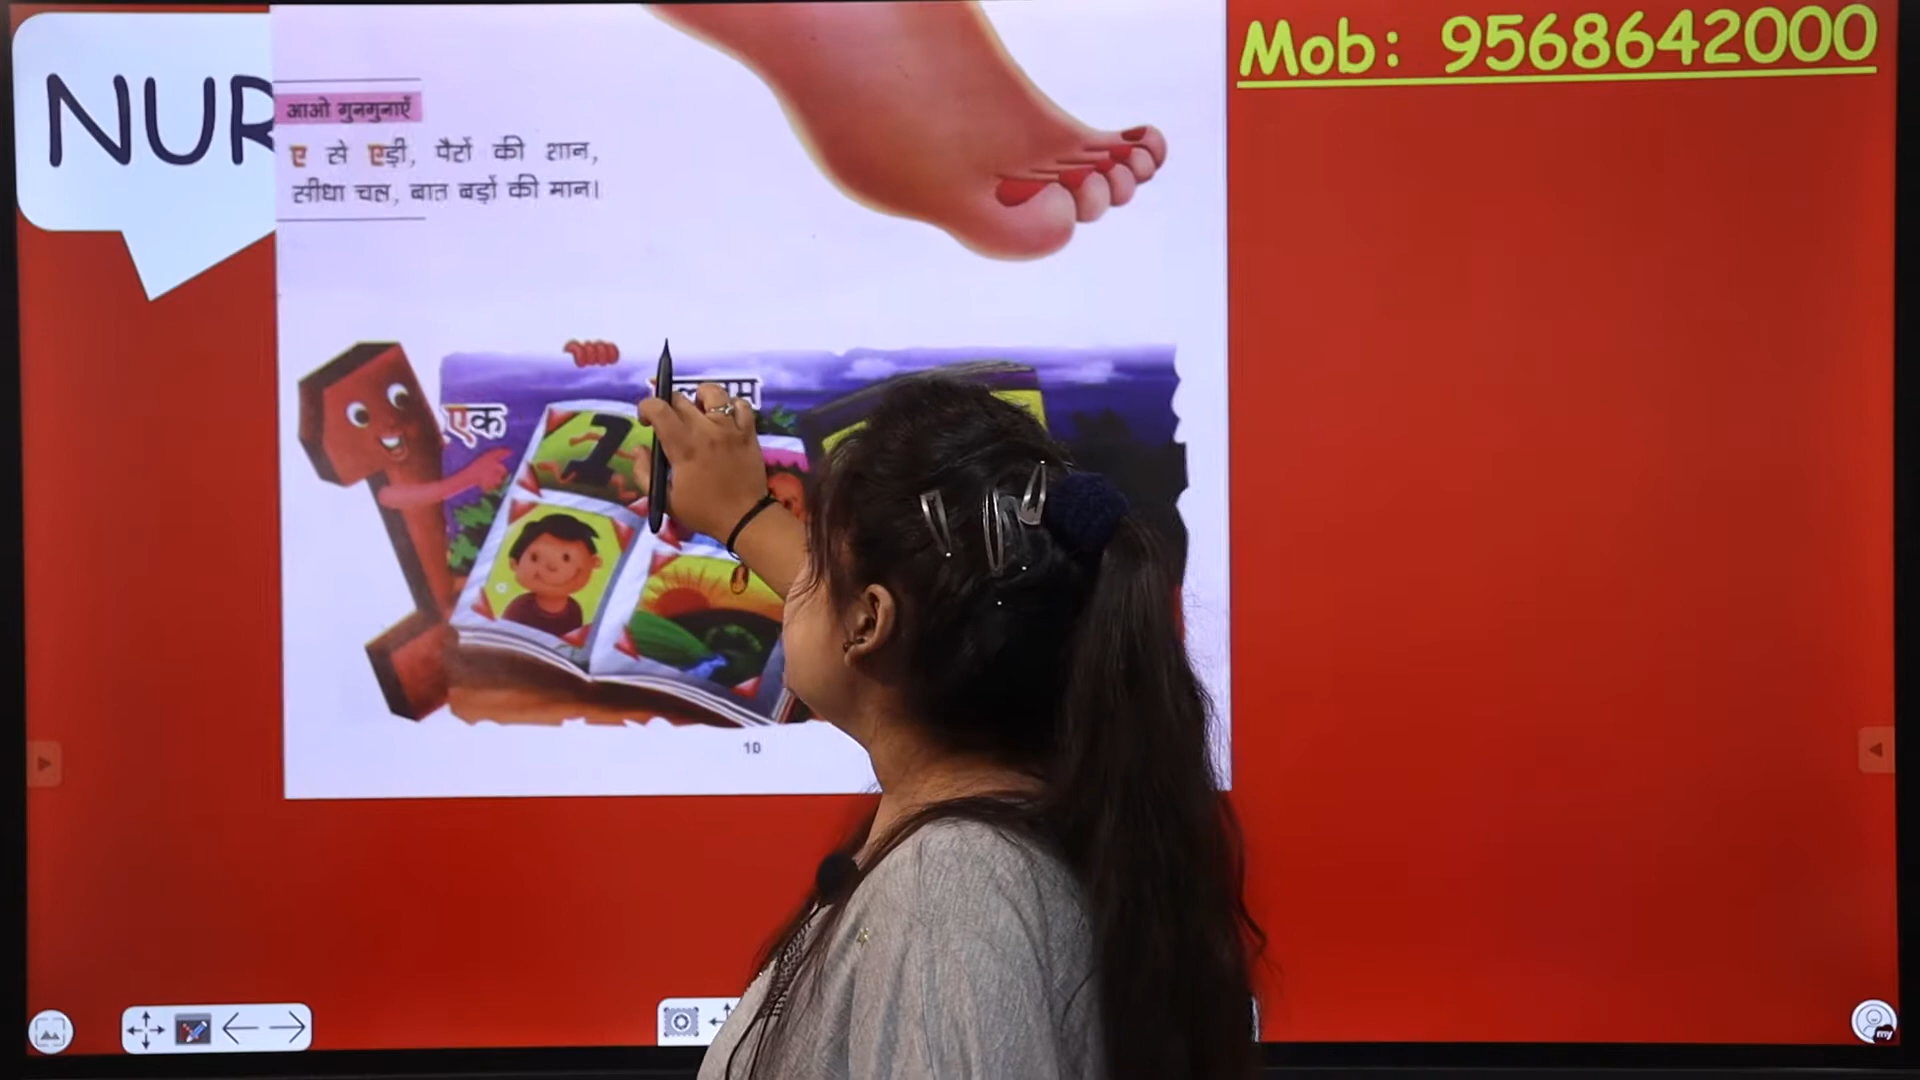 NUR
Mob: 9568642000
आओ गुनगुनाएँ
ए से एड़ी, पैरों की शान,
सीधा चल, बात बड़ों की मान।
एक
10